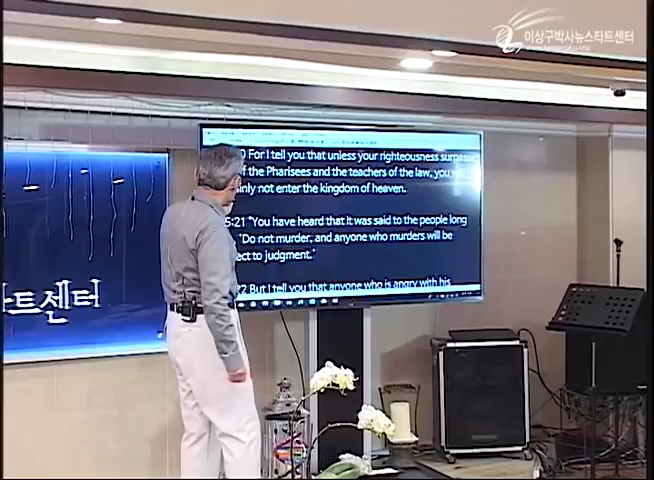 이상구박사뉴스타트센터
0 For I tell you that unless your righteousness surpasses
of the Pharisees and the teachers of the law, you
inly not enter the kingdom of heaven.
5:21 "You have heard that it was said to the people long
'Do not murder, and anyone who murders will be
ect to judgment.'
2 But I tell you that anyone who is angry with his
타트센터